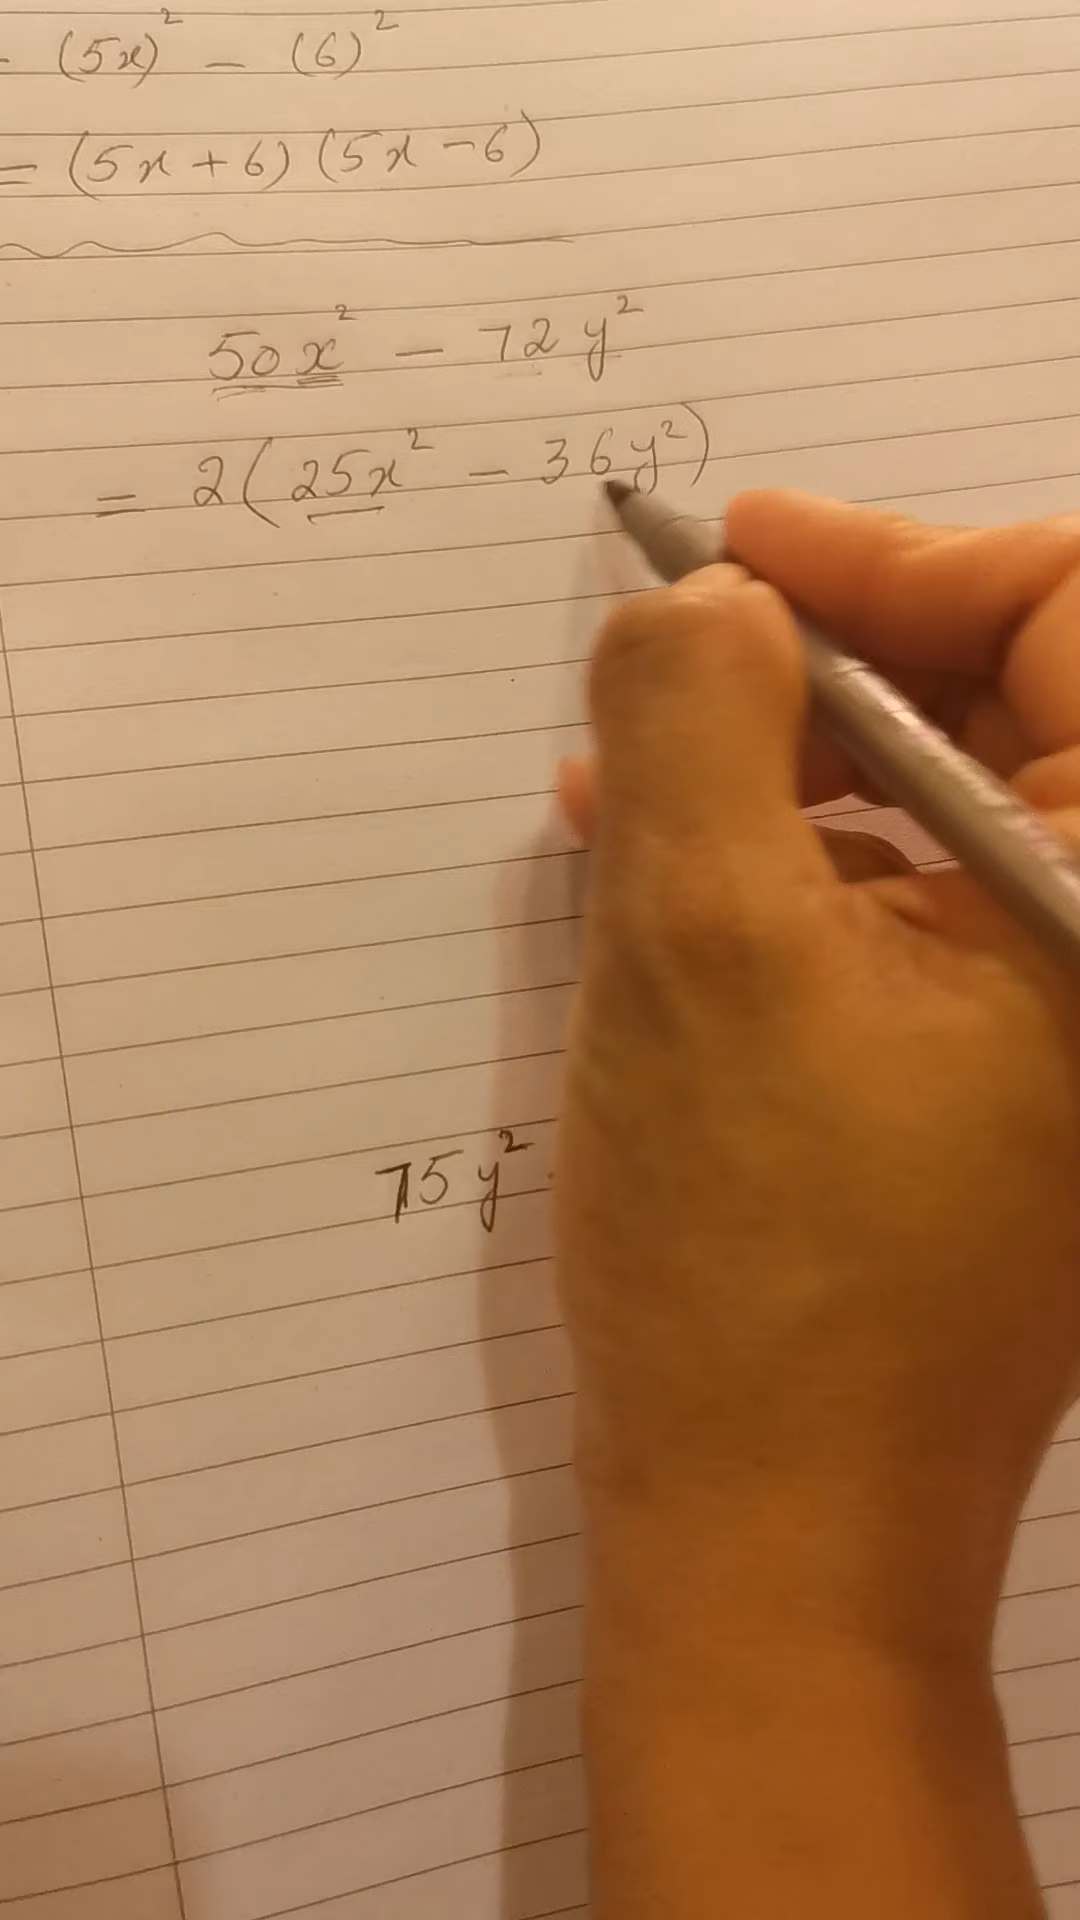 - (5x)² - (6)²
= (5x + 6) (5x - 6)
50x² - 72y²
= 2(25x² - 36y²)
75y²